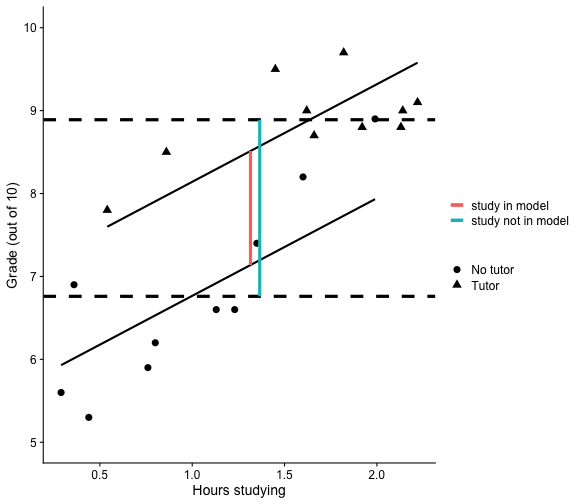 10
9
8
7
6
5
Grade (out of 10)
0.5 1.0 1.5 2.0
Hours studying
study in model
study not in model
No tutor
Tutor